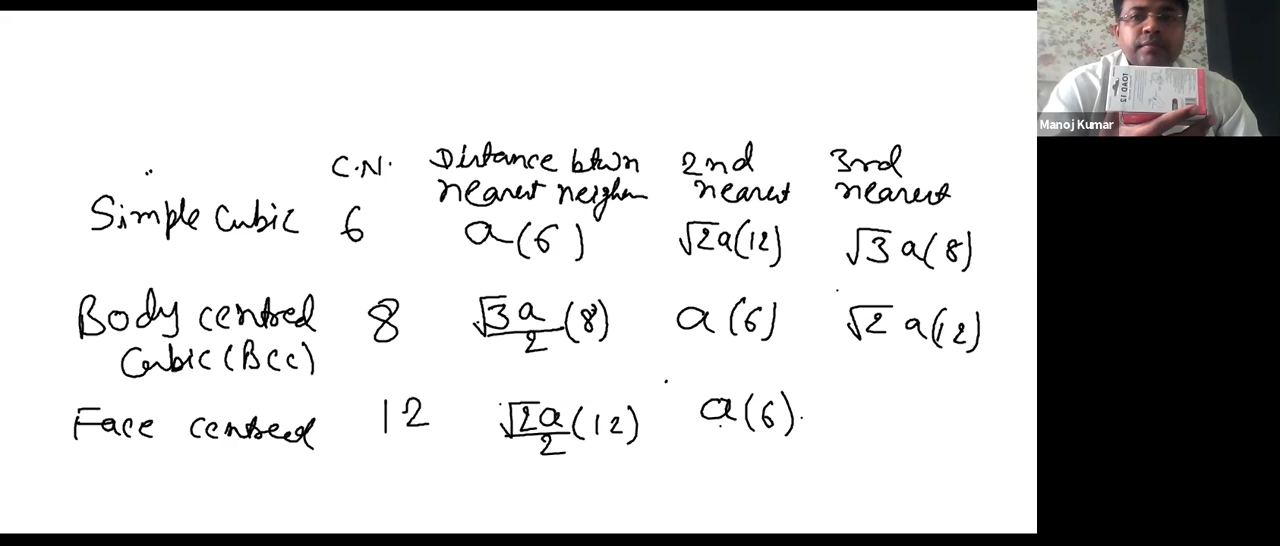 C.N. Distance btwn 2nd 3rd
nearest neighbor nearest nearest
Simple Cubic 6 a(6) √2a(12) √3 a(8)
Body centred 8 √3a/2 (8) a(6) √2 a(12)
Cubic (BCC)
Face centred 12 √2a/2 (12) a(6).
Manoj Kumar